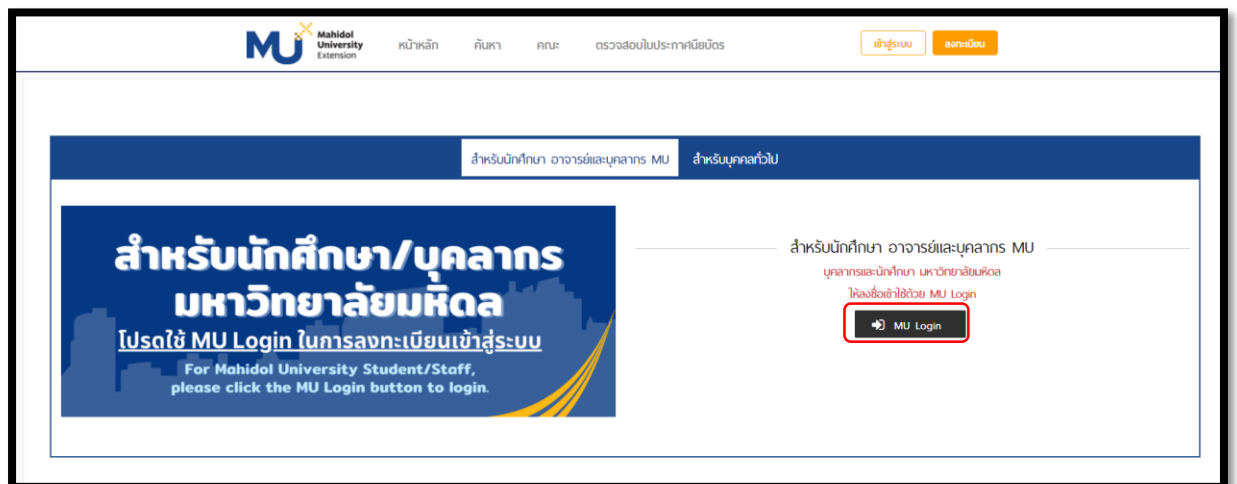 MU Mahidol University Extension
หน้าหลัก ค้นหา คณะ ตรวจสอบใบประกาศนียบัตร เข้าสู่ระบบ ลงทะเบียน
สำหรับนักศึกษา อาจารย์และบุคลากร MU สำหรับบุคคลทั่วไป
สำหรับนักศึกษา/บุคลากร
มหาวิทยาลัยมหิดล
โปรดใช้ MU Login ในการลงทะเบียนเข้าสู่ระบบ
For Mahidol University Student/Staff,
please click the MU Login button to login.
สำหรับนักศึกษา อาจารย์และบุคลากร MU
บุคลากรและนักศึกษา มหาวิทยาลัยมหิดล
ให้ลงชื่อเข้าใช้ด้วย MU Login
MU Login